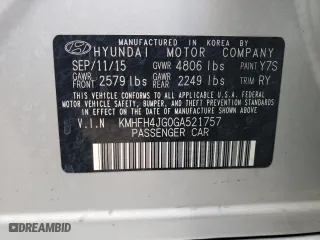 MANUFACTURED IN KOREA BY
HYUNDAI MOTOR COMPANY
SEP/11/15 GVWR 4806 lbs PAINT Y7S
GAWR FRONT 2579 lbs GAWR REAR 2249 lbs TRIM RY
THIS VEHICLE CONFORMS TO ALL APPLICABLE
U.S.A. FEDERAL MOTOR VEHICLE SAFETY, BUMPER,
AND THEFT PREVENTION STANDARDS IN EFFECT ON
THE DATE OF MANUFACTURE SHOWN ABOVE.
V.I.N KMHFH4JG0GA521757
PASSENGER CAR